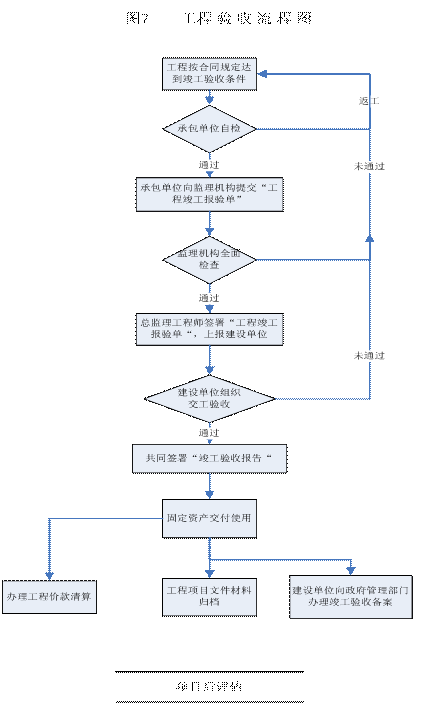 图7 工程验收流程图
工程按合同规定达
到竣工验收条件
返工
承包单位自检
通过
未通过
承包单位向监理机构提交“工
程竣工报验单”
监理机构全面
检查
通过
总监理工程师签署“工程竣工
报验单“，上报建设单位
未通过
建设单位组织
交工验收
通过
共同签署“竣工验收报告“
固定资产交付使用
办理工程价款清算
工程项目文件材料
归档
建设单位向政府管理部门
办理竣工验收备案
项目后评估